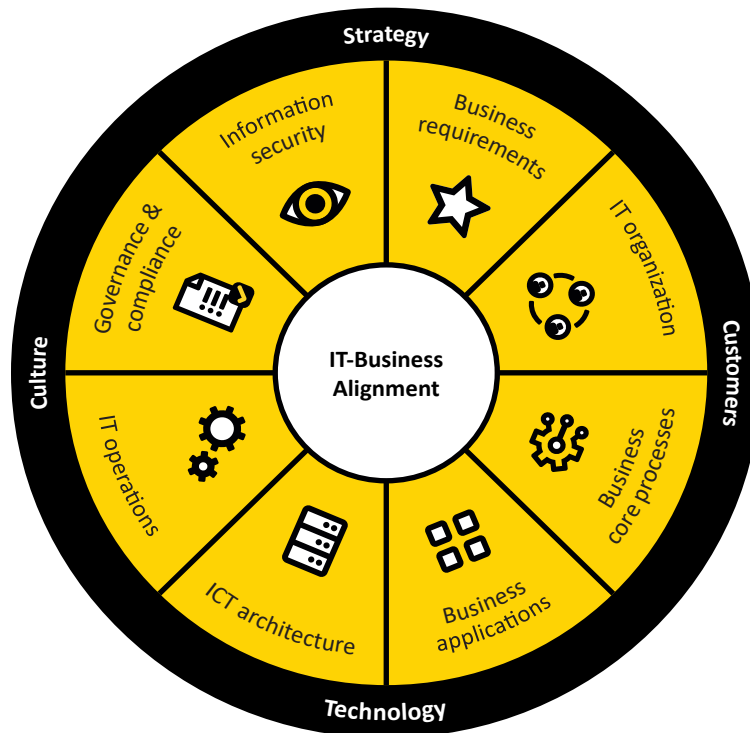 Strategy
Information
security
Business
requirements
IT organization
Customers
Business
core processes
Business
applications
Technology
ICT architecture
IT operations
Culture
Governance &
compliance
IT-Business
Alignment